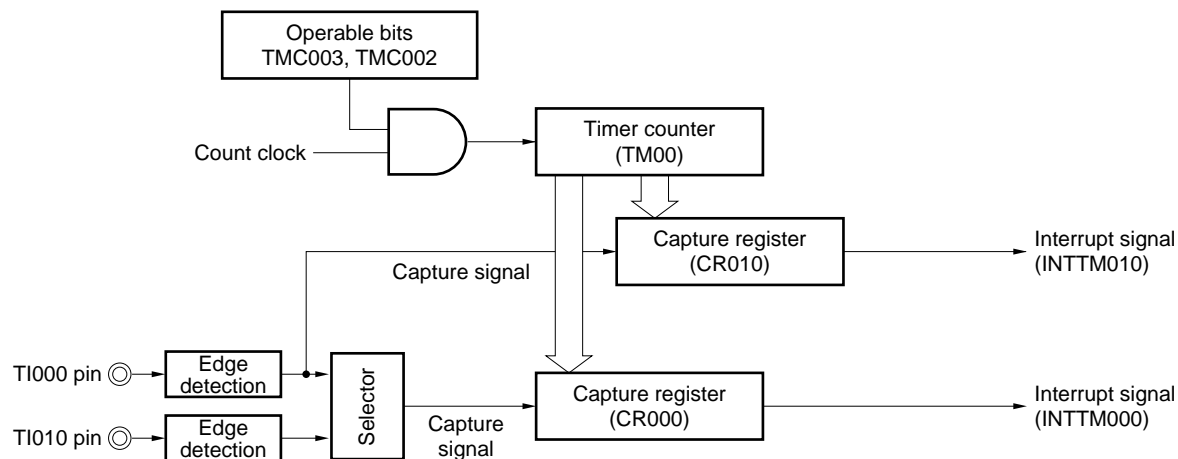 Operable bits
TMC003, TMC002
Count clock
Timer counter
(TM00)
Capture register
(CR010)
Interrupt signal
(INTTM010)
Capture signal
TI000 pin
Edge
detection
Selector
Capture register
(CR000)
Interrupt signal
(INTTM000)
TI010 pin
Edge
detection
Capture
signal